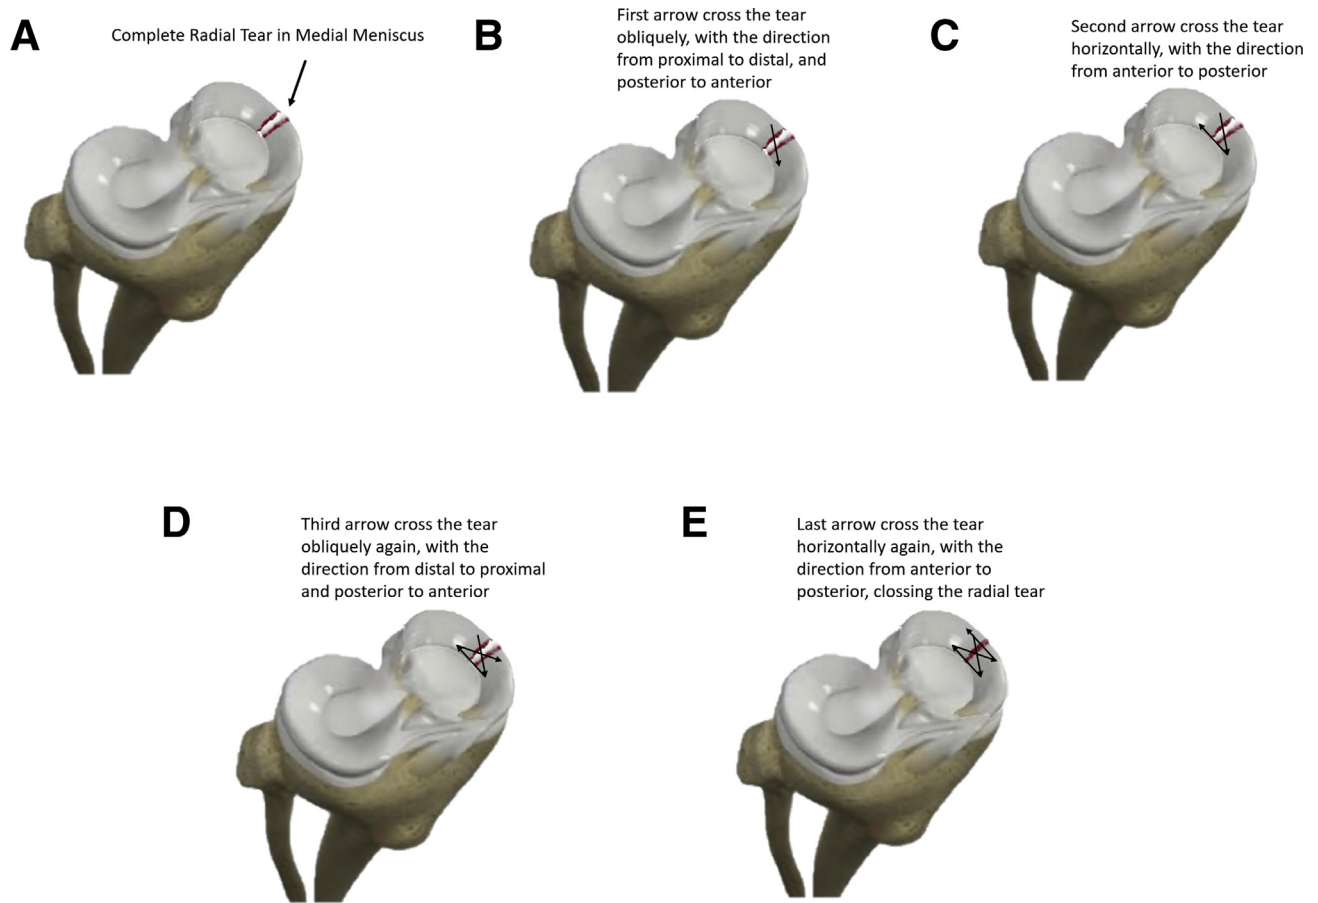 A
Complete Radial Tear in Medial Meniscus
B
First arrow cross the tear
obliquely, with the direction
from proximal to distal, and
posterior to anterior
C
Second arrow cross the tear
horizontally, with the direction
from anterior to posterior
D
Third arrow cross the tear
obliquely again, with the
direction from distal to proximal
and posterior to anterior
E
Last arrow cross the tear
horizontally again, with the
direction from anterior to
posterior, clossing the radial tear